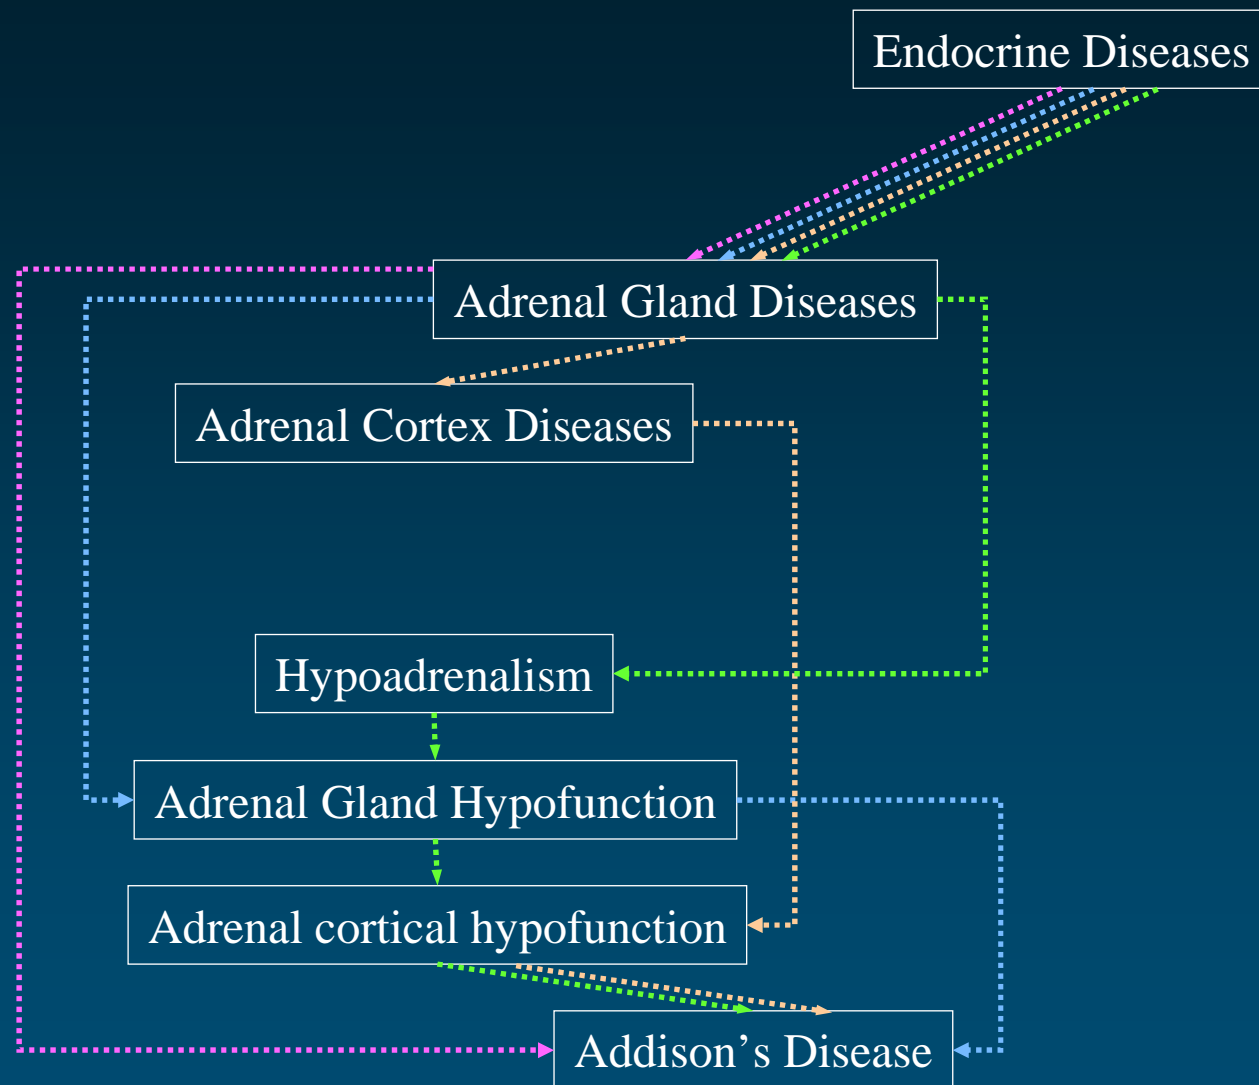 Endocrine Diseases
Adrenal Gland Diseases
Adrenal Cortex Diseases
Hypoadrenalism
Adrenal Gland Hypofunction
Adrenal cortical hypofunction
Addison’s Disease